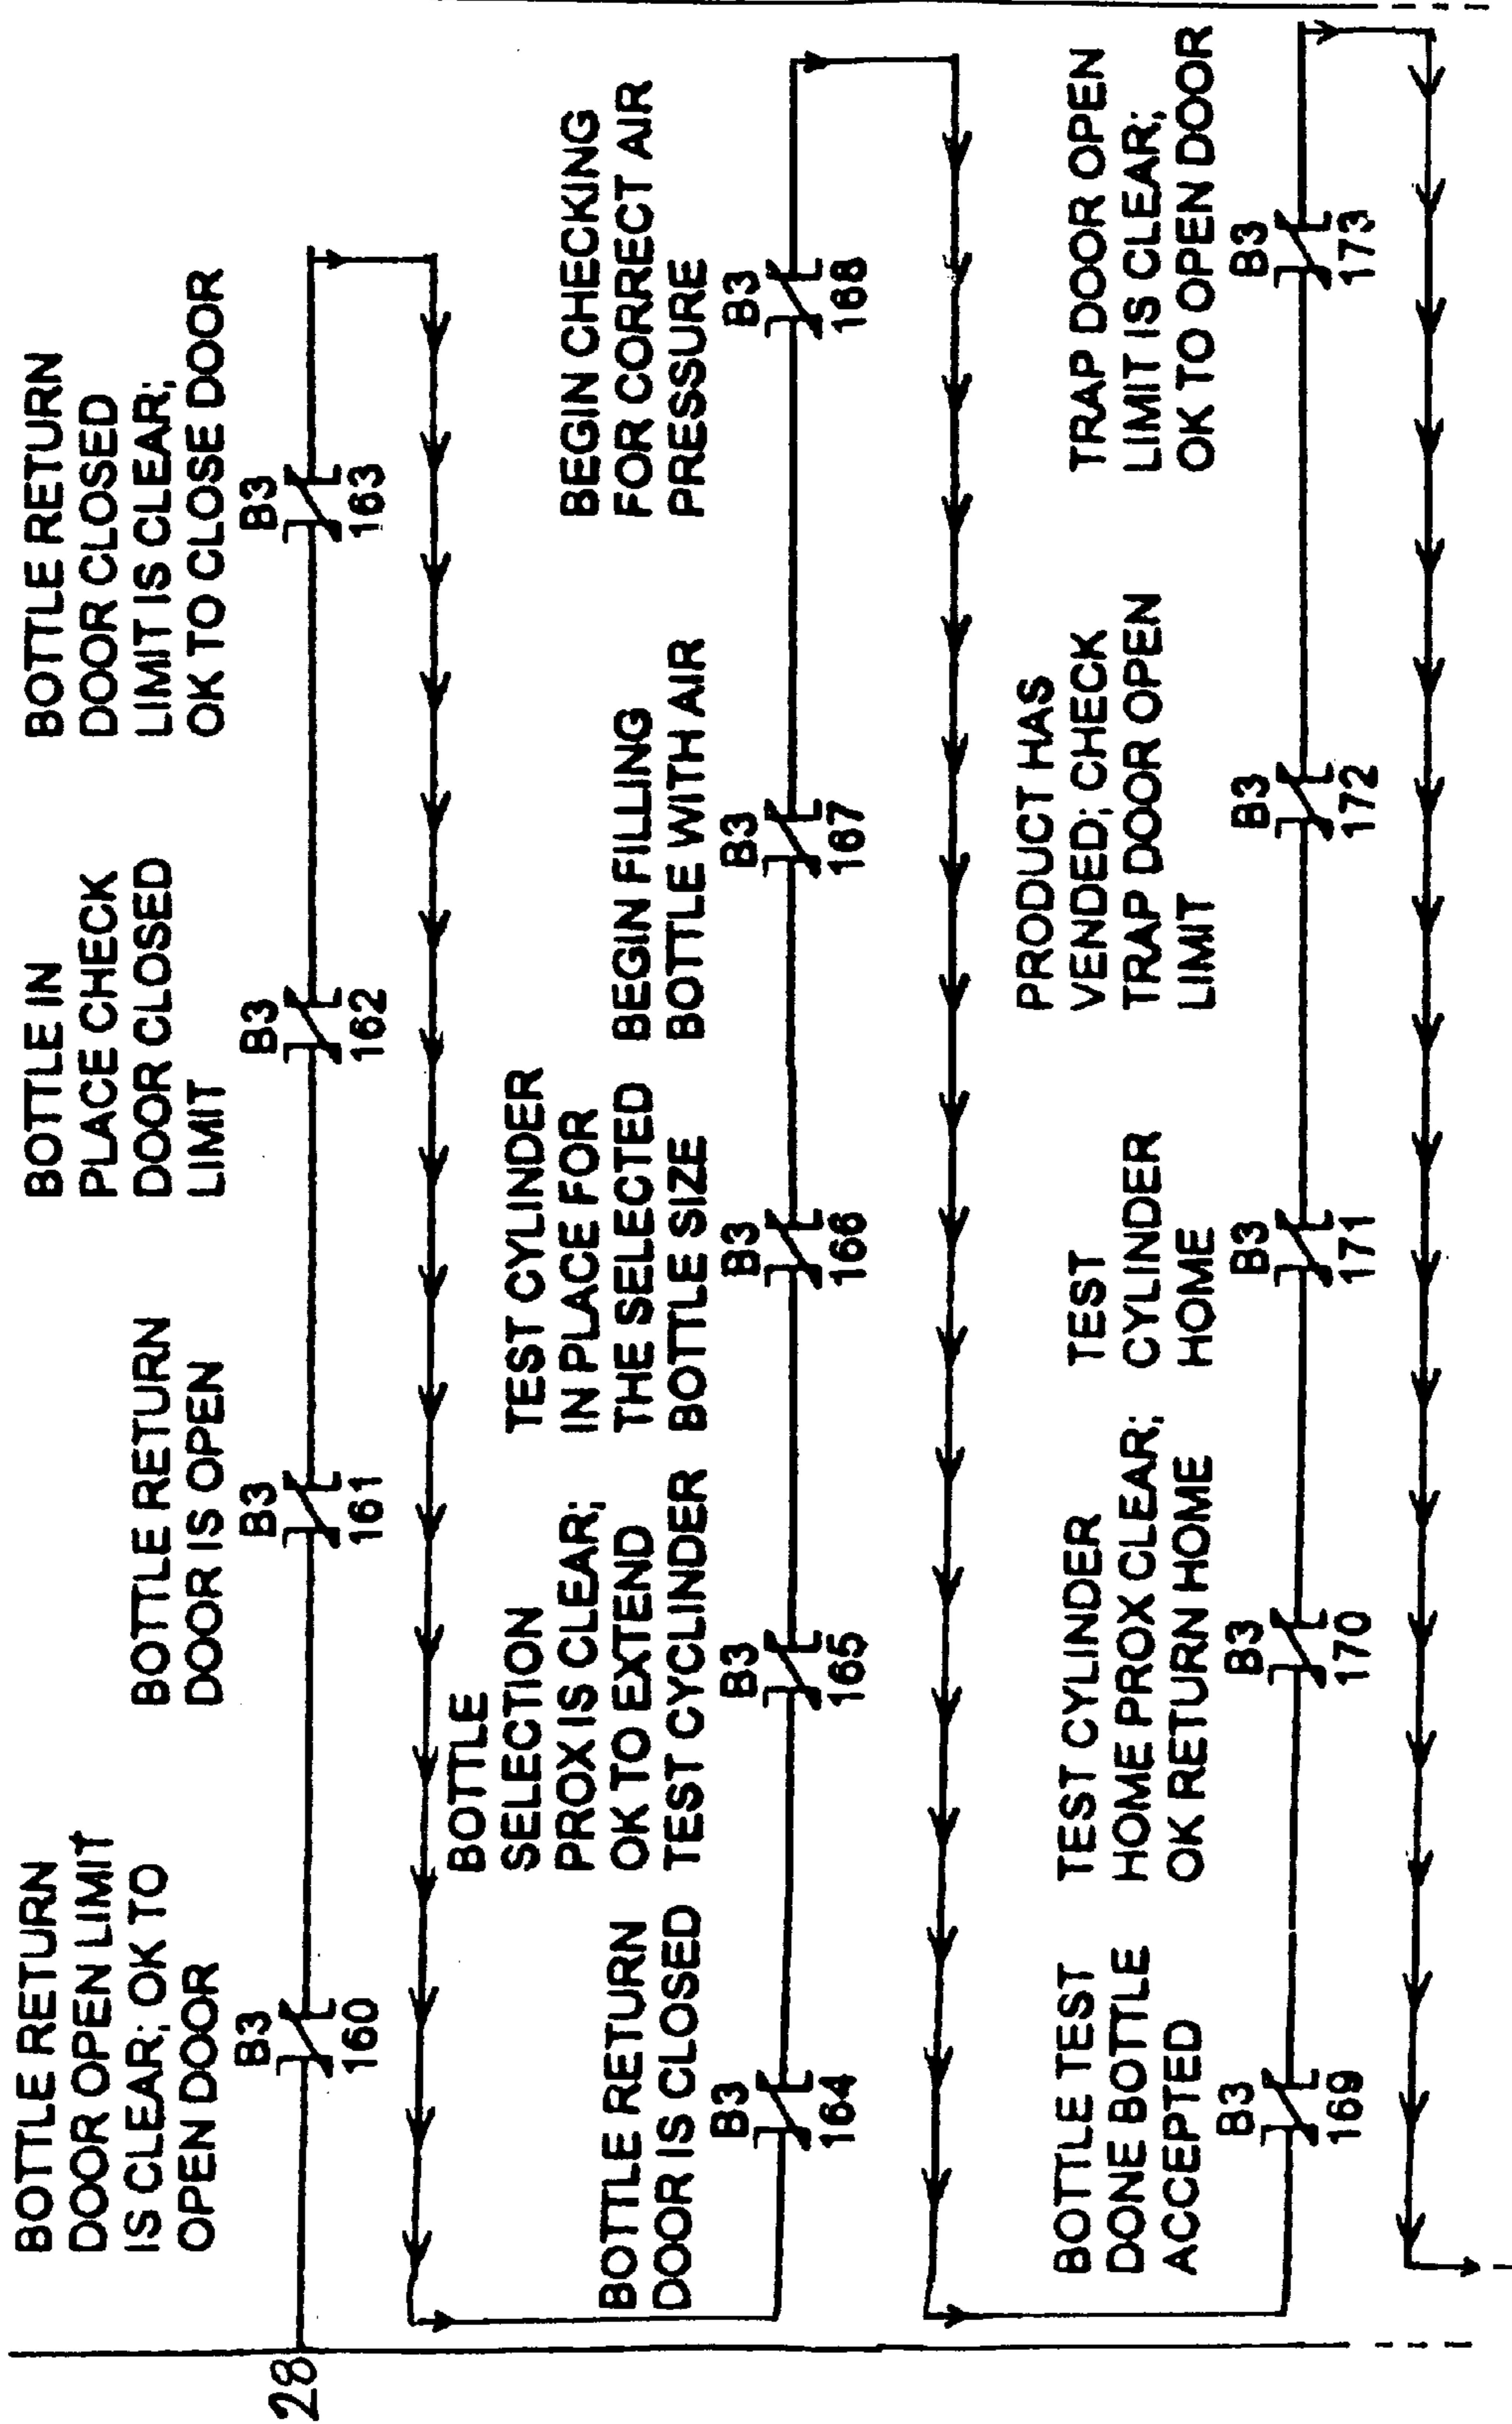 28
BOTTLE RETURN
DOOR OPEN LIMIT
IS CLEAR; OK TO
OPEN DOOR
B3
160
BOTTLE RETURN
DOOR IS OPEN
B3
161
BOTTLE IN
PLACE CHECK
DOOR CLOSED
LIMIT
B3
162
BOTTLE RETURN
DOOR CLOSED
LIMIT IS CLEAR;
OK TO CLOSE DOOR
B3
163
BOTTLE RETURN
DOOR IS CLOSED
B3
164
BOTTLE
SELECTION
PROX IS CLEAR;
OK TO EXTEND
TEST CYCLINDER
B3
165
TEST CYLINDER
IN PLACE FOR
THE SELECTED
BOTTLE SIZE
B3
166
BEGIN FILLING
BOTTLE WITH AIR
B3
167
BEGIN CHECKING
FOR CORRECT AIR
PRESSURE
B3
168
BOTTLE TEST
DONE BOTTLE
ACCEPTED
B3
169
TEST CYLINDER
HOME PROX CLEAR;
OK RETURN HOME
B3
170
TEST
CYLINDER
HOME
B3
171
PRODUCT HAS
VENDED; CHECK
TRAP DOOR OPEN
LIMIT
B3
172
TRAP DOOR OPEN
LIMIT IS CLEAR;
OK TO OPEN DOOR
B3
173